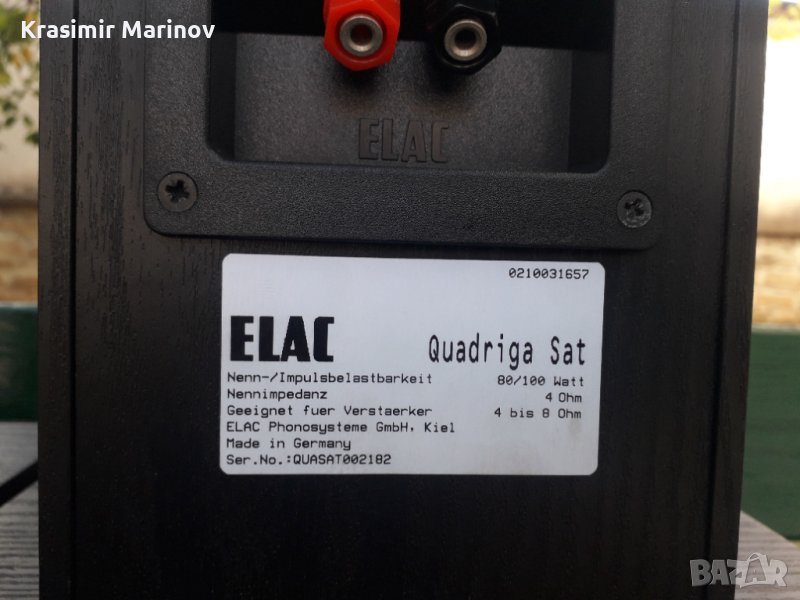 Krasimir Marinov
ELAC
0210031657
ELAC Quadriga Sat
Nenn-/Impulsbelastbarkeit 80/100 Watt
Nennimpedanz 4 Ohm
Geeignet fuer Verstaerker 4 bis 8 Ohm
ELAC Phonosysteme GmbH, Kiel
Made in Germany
Ser.No.:QUASAT002182
BAZAR